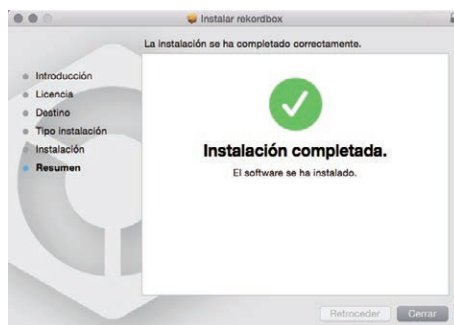 Instalar rekordbox
La instalación se ha completado correctamente.
Introducción
Licencia
Destino
Tipo instalación
Instalación
Resumen
Instalación completada.
El software se ha instalado.
Retroceder
Cerrar